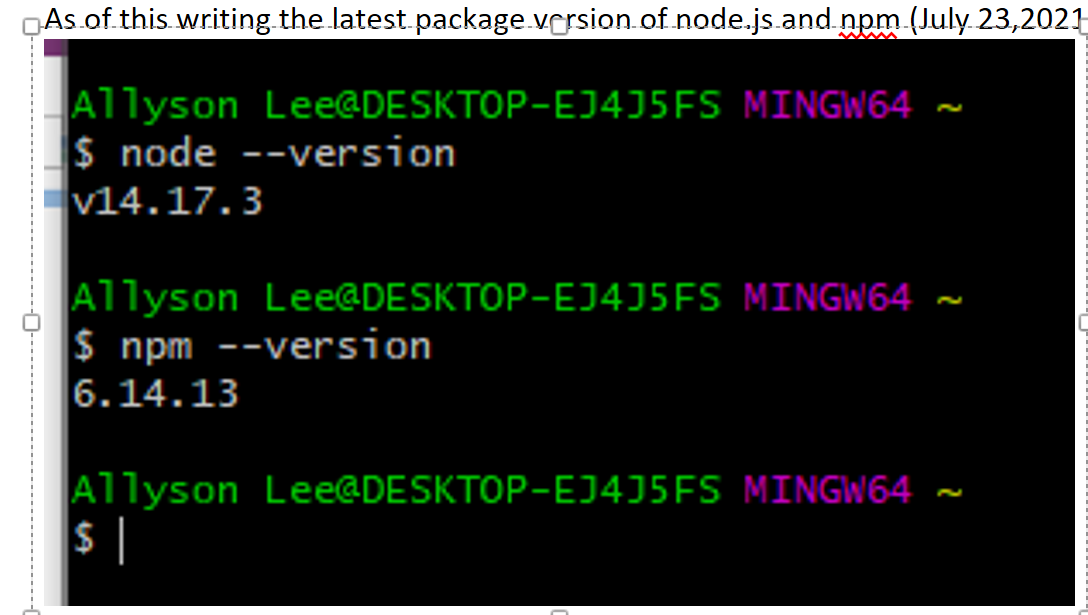 As of this writing the latest package version of node.js and npm (July 23,2021
Allyson Lee@DESKTOP-EJ4J5FS MINGW64 ~
$ node --version
v14.17.3
Allyson Lee@DESKTOP-EJ4J5FS MINGW64 ~
$ npm --version
6.14.13
Allyson Lee@DESKTOP-EJ4J5FS MINGW64 ~
$